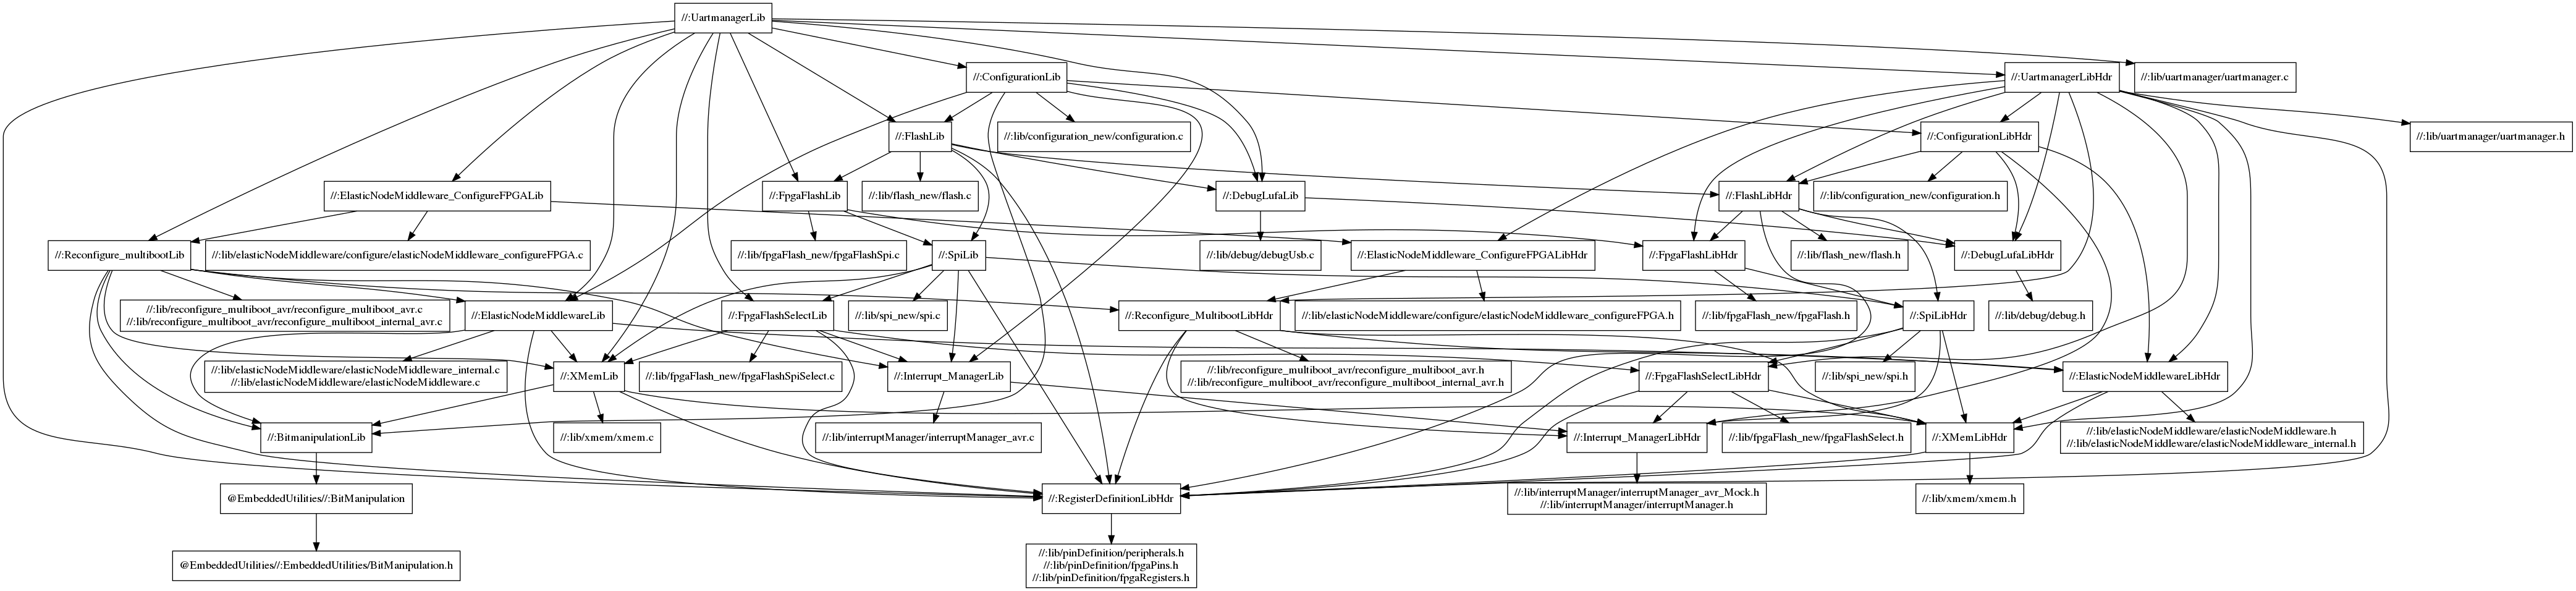 //:UartmanagerLib
//:ConfigurationLib
//:UartmanagerLibHdr
//:lib/uartmanager/uartmanager.c
//:FlashLib
//:lib/configuration_new/configuration.c
//:ConfigurationLibHdr
//:lib/uartmanager/uartmanager.h
//:ElasticNodeMiddleware_ConfigureFPGALib
//:FpgaFlashLib
//:lib/flash_new/flash.c
//:DebugLufaLib
//:FlashLibHdr
//:lib/configuration_new/configuration.h
//:Reconfigure_multibootLib
//:lib/elasticNodeMiddleware/configure/elasticNodeMiddleware_configureFPGA.c
//:lib/fpgaFlash_new/fpgaFlashSpi.c
//:SpiLib
//:lib/debug/debugUsb.c
//:ElasticNodeMiddleware_ConfigureFPGALibHdr
//:FpgaFlashLibHdr
//:lib/flash_new/flash.h
//:DebugLufaLibHdr
//:lib/reconfigure_multiboot_avr/reconfigure_multiboot_avr.c
//:lib/reconfigure_multiboot_avr/reconfigure_multiboot_internal_avr.c
//:ElasticNodeMiddlewareLib
//:FpgaFlashSelectLib
//:lib/spi_new/spi.c
//:Reconfigure_MultibootLibHdr
//:lib/elasticNodeMiddleware/configure/elasticNodeMiddleware_configureFPGA.h
//:lib/fpgaFlash_new/fpgaFlash.h
//:SpiLibHdr
//:lib/debug/debug.h
//:lib/elasticNodeMiddleware/elasticNodeMiddleware_internal.c
//:lib/elasticNodeMiddleware/elasticNodeMiddleware.c
//:XMemLib
//:lib/fpgaFlash_new/fpgaFlashSpiSelect.c
//:Interrupt_ManagerLib
//:lib/reconfigure_multiboot_avr/reconfigure_multiboot_avr.h
//:lib/reconfigure_multiboot_avr/reconfigure_multiboot_internal_avr.h
//:FpgaFlashSelectLibHdr
//:lib/spi_new/spi.h
//:ElasticNodeMiddlewareLibHdr
//:BitmanipulationLib
//:lib/xmem/xmem.c
//:lib/interruptManager/interruptManager_avr.c
//:Interrupt_ManagerLibHdr
//:lib/fpgaFlash_new/fpgaFlashSelect.h
//:XMemLibHdr
//:lib/elasticNodeMiddleware/elasticNodeMiddleware.h
//:lib/elasticNodeMiddleware/elasticNodeMiddleware_internal.h
@EmbeddedUtilities//:BitManipulation
//:RegisterDefinitionLibHdr
//:lib/interruptManager/interruptManager_avr_Mock.h
//:lib/interruptManager/interruptManager.h
//:lib/xmem/xmem.h
@EmbeddedUtilities//:EmbeddedUtilities/BitManipulation.h
//:lib/pinDefinition/peripherals.h
//:lib/pinDefinition/fpgaPins.h
//:lib/pinDefinition/fpgaRegisters.h